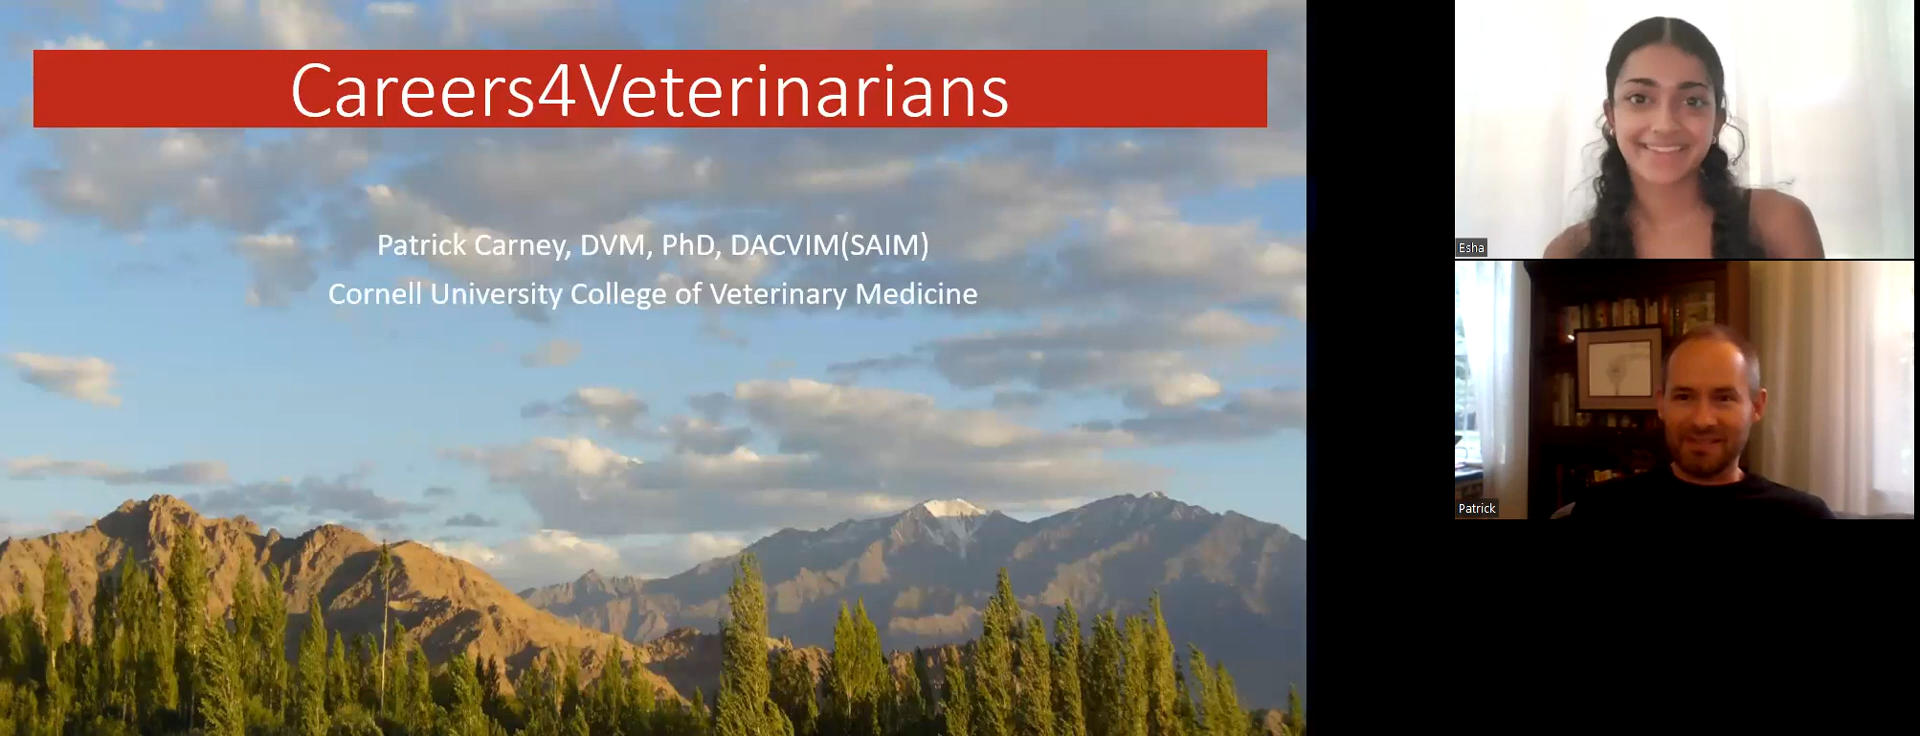 Careers4Veterinarians
Patrick Carney, DVM, PhD, DACVIM(SAIM)
Cornell University College of Veterinary Medicine
Esha
Patrick